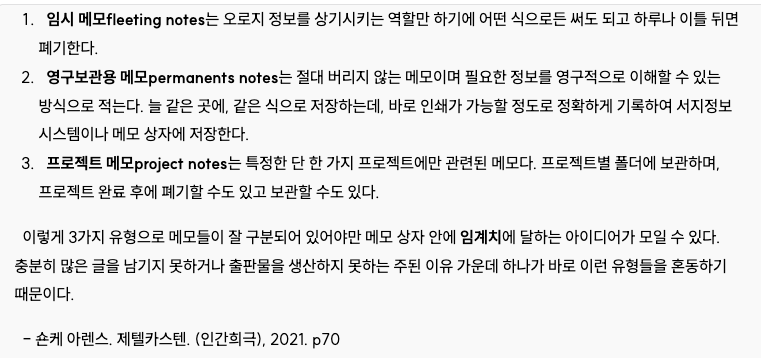 1. 임시 메모fleeting notes는 오로지 정보를 상기시키는 역할만 하기에 어떤 식으로든 써도 되고 하루나 이틀 뒤면
폐기한다.
2. 영구보관용 메모permanents notes는 절대 버리지 않는 메모이며 필요한 정보를 영구적으로 이해할 수 있는
방식으로 적는다. 늘 같은 곳에, 같은 식으로 저장하는데, 바로 인쇄가 가능할 정도로 정확하게 기록하여 서지정보
시스템이나 메모 상자에 저장한다.
3. 프로젝트 메모project notes는 특정한 단 한 가지 프로젝트에만 관련된 메모다. 프로젝트별 폴더에 보관하며,
프로젝트 완료 후에 폐기할 수도 있고 보관할 수도 있다.
이렇게 3가지 유형으로 메모들이 잘 구분되어 있어야만 메모 상자 안에 임계치에 달하는 아이디어가 모일 수 있다.
충분히 많은 글을 남기지 못하거나 출판물을 생산하지 못하는 주된 이유 가운데 하나가 바로 이런 유형들을 혼동하기
때문이다.
– 숀케 아렌스. 제텔카스텐. (인간희극), 2021. p70